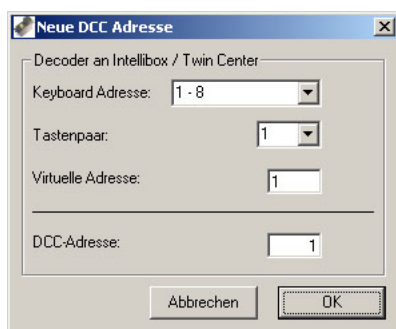 Neue DCC Adresse
Decoder an Intellibox / Twin Center
Keyboard Adresse: 1 - 8
Tastenpaar: 1
Virtuelle Adresse: 1
DCC-Adresse: 1
Abbrechen OK